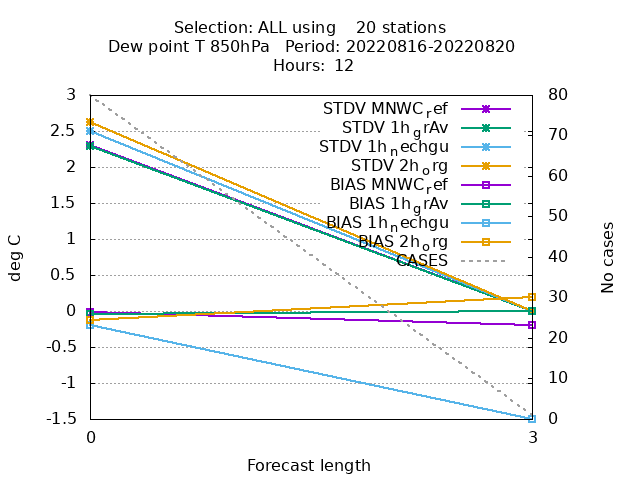 Selection: ALL using    20 stations
Dew point T 850hPa   Period: 20220816-20220820
Hours: 12
3
2.5
2
1.5
1
0.5
0
-0.5
-1
-1.5
80
70
60
50
40
30
20
10
0
deg C
No cases
STDV MNWC_ref
STDV 1h_grAv
STDV 1h_nechgu
STDV 2h_org
BIAS MNWC_ref
BIAS 1h_grAv
BIAS 1h_nechgu
BIAS 2h_org
CASES
0 3
Forecast length